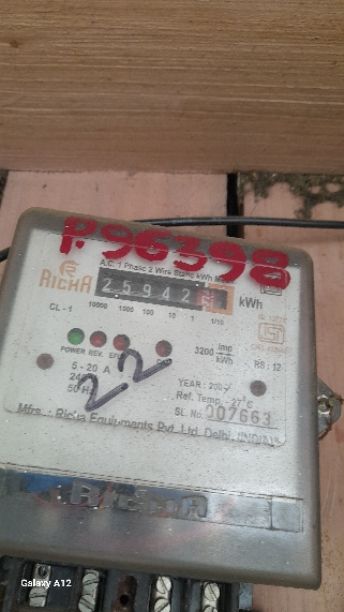 P.96398
A.C. 1 Phase 2 Wire Static kWh
RICHA
25942
kWh
CL - 1
10000 1000 100 10 1 1/10
POWER REV.
3200 imp/kWh
RS : 12
22
5 - 20 A
50 H
YEAR : 200
Ref. Temp. - 27°C
SL. No. 007663
Mfrs. : Richa Equipments Pvt. Ltd. Delhi. (INDIA)
RICHA
Galaxy A12